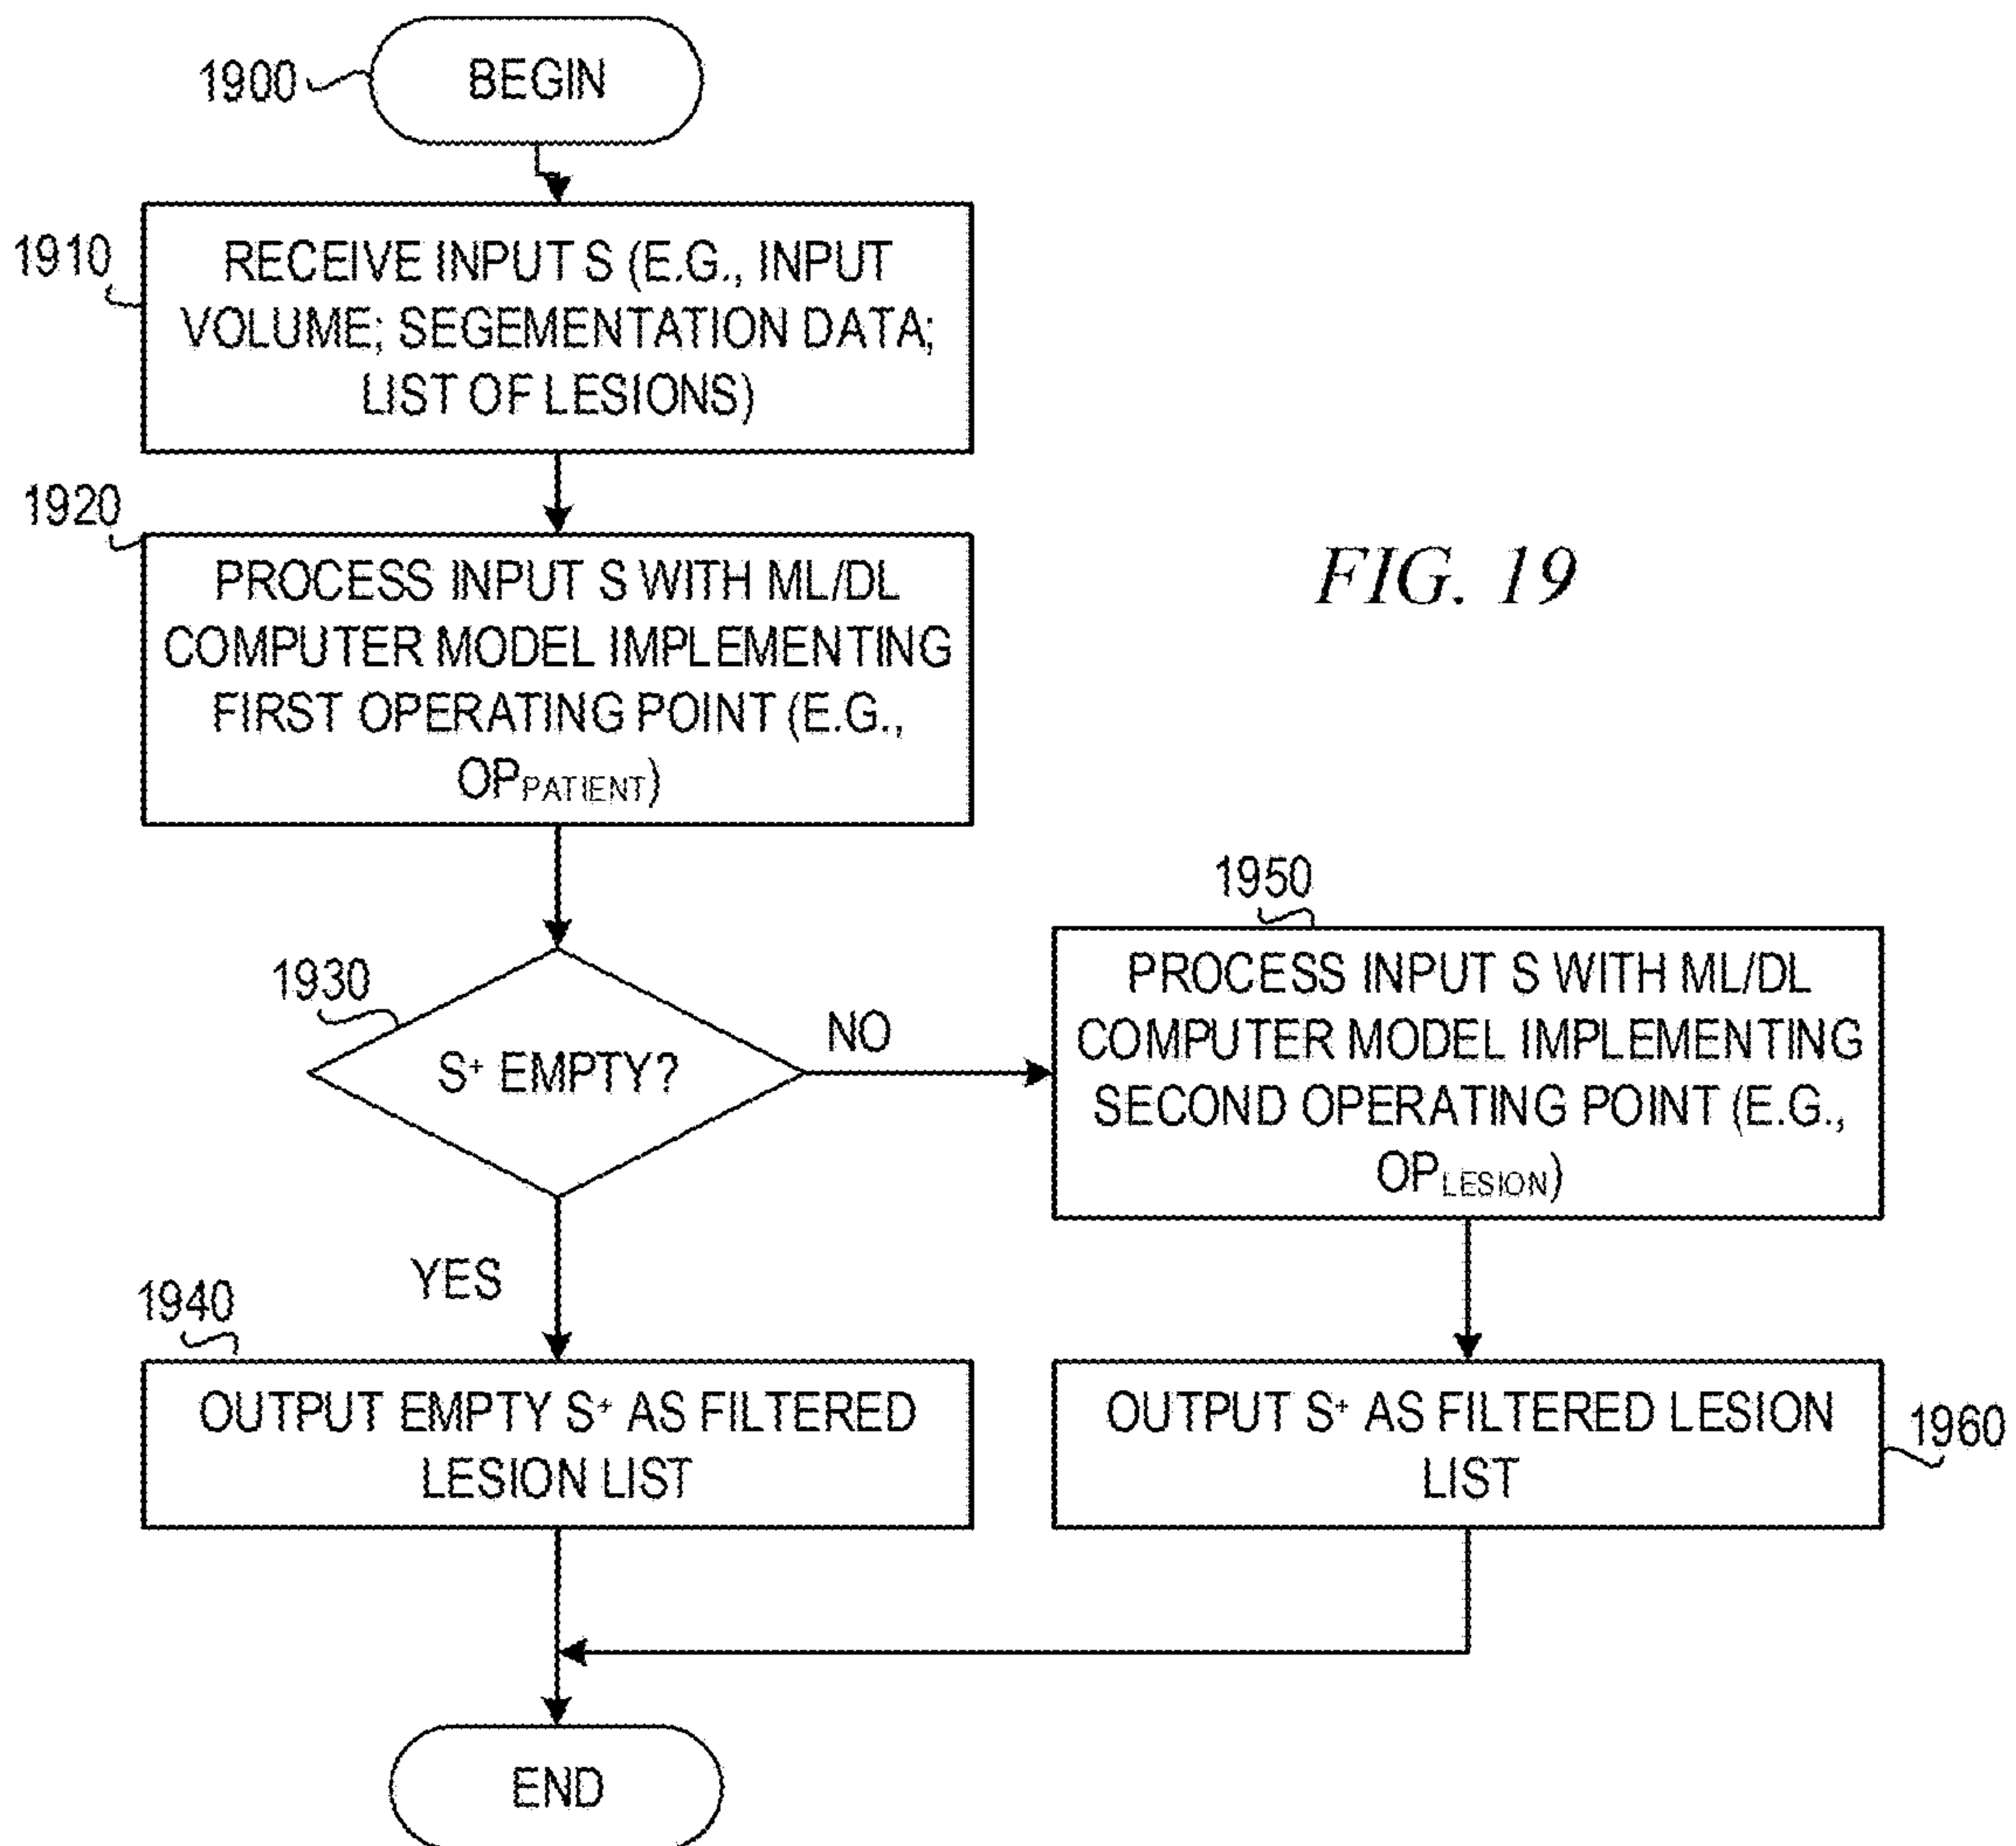 1900
BEGIN
1910
RECEIVE INPUT S (E.G., INPUT
VOLUME; SEGEMENTATION DATA;
LIST OF LESIONS)
1920
PROCESS INPUT S WITH ML/DL
COMPUTER MODEL IMPLEMENTING
FIRST OPERATING POINT (E.G.,
OP_PATIENT)
FIG. 19
1930
S⁺ EMPTY?
NO
YES
1950
PROCESS INPUT S WITH ML/DL
COMPUTER MODEL IMPLEMENTING
SECOND OPERATING POINT (E.G.,
OP_LESION)
1940
OUTPUT EMPTY S⁺ AS FILTERED
LESION LIST
OUTPUT S⁺ AS FILTERED LESION
LIST
1960
END